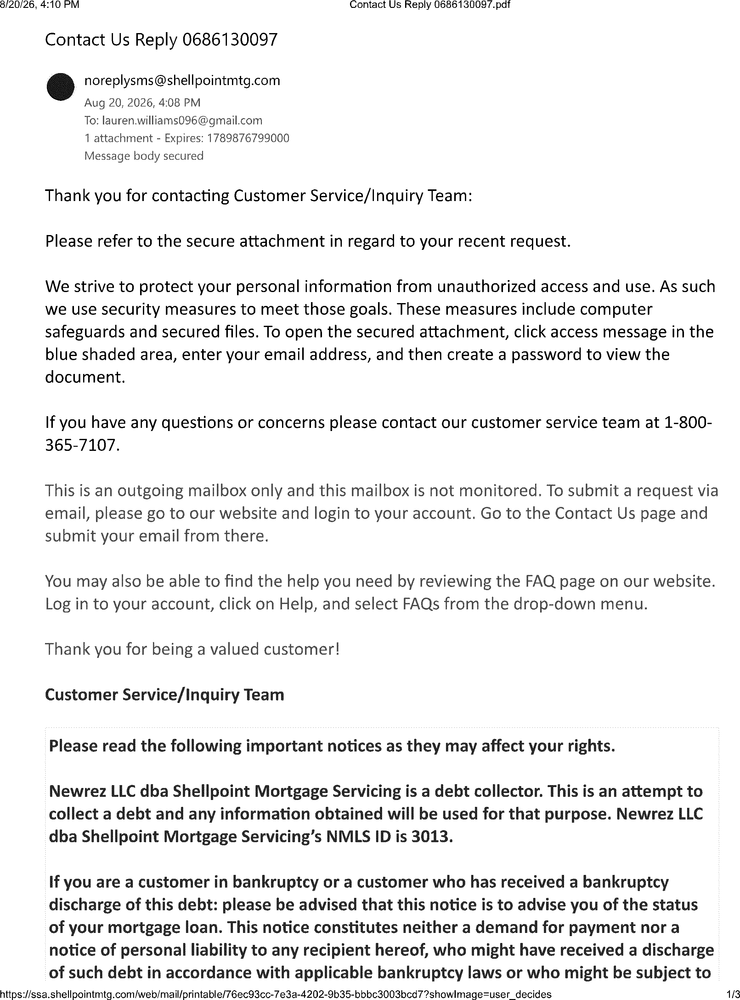 8/20/26, 4:10 PM
Contact Us Reply 0686130097.pdf
Contact Us Reply 0686130097
noreplysms@shellpointmtg.com
Aug 20, 2026, 4:08 PM
To: lauren.williams096@gmail.com
1 attachment - Expires: 1789876799000
Message body secured
Thank you for contacting Customer Service/Inquiry Team:
Please refer to the secure attachment in regard to your recent request.
We strive to protect your personal information from unauthorized access and use. As such
we use security measures to meet those goals. These measures include computer
safeguards and secured files. To open the secured attachment, click access message in the
blue shaded area, enter your email address, and then create a password to view the
document.
If you have any questions or concerns please contact our customer service team at 1-800-
365-7107.
This is an outgoing mailbox only and this mailbox is not monitored. To submit a request via
email, please go to our website and login to your account. Go to the Contact Us page and
submit your email from there.
You may also be able to find the help you need by reviewing the FAQ page on our website.
Log in to your account, click on Help, and select FAQs from the drop-down menu.
Thank you for being a valued customer!
Customer Service/Inquiry Team
Please read the following important notices as they may affect your rights.
Newrez LLC dba Shellpoint Mortgage Servicing is a debt collector. This is an attempt to
collect a debt and any information obtained will be used for that purpose. Newrez LLC
dba Shellpoint Mortgage Servicing's NMLS ID is 3013.
If you are a customer in bankruptcy or a customer who has received a bankruptcy
discharge of this debt: please be advised that this notice is to advise you of the status
of your mortgage loan. This notice constitutes neither a demand for payment nor a
notice of personal liability to any recipient hereof, who might have received a discharge
of such debt in accordance with applicable bankruptcy laws or who might be subject to
https://ssa.shellpointmtg.com/web/mail/printable/76ec93cc-7e3a-4202-9b35-bbbc3003bcd7?showImage=user_decides
1/3